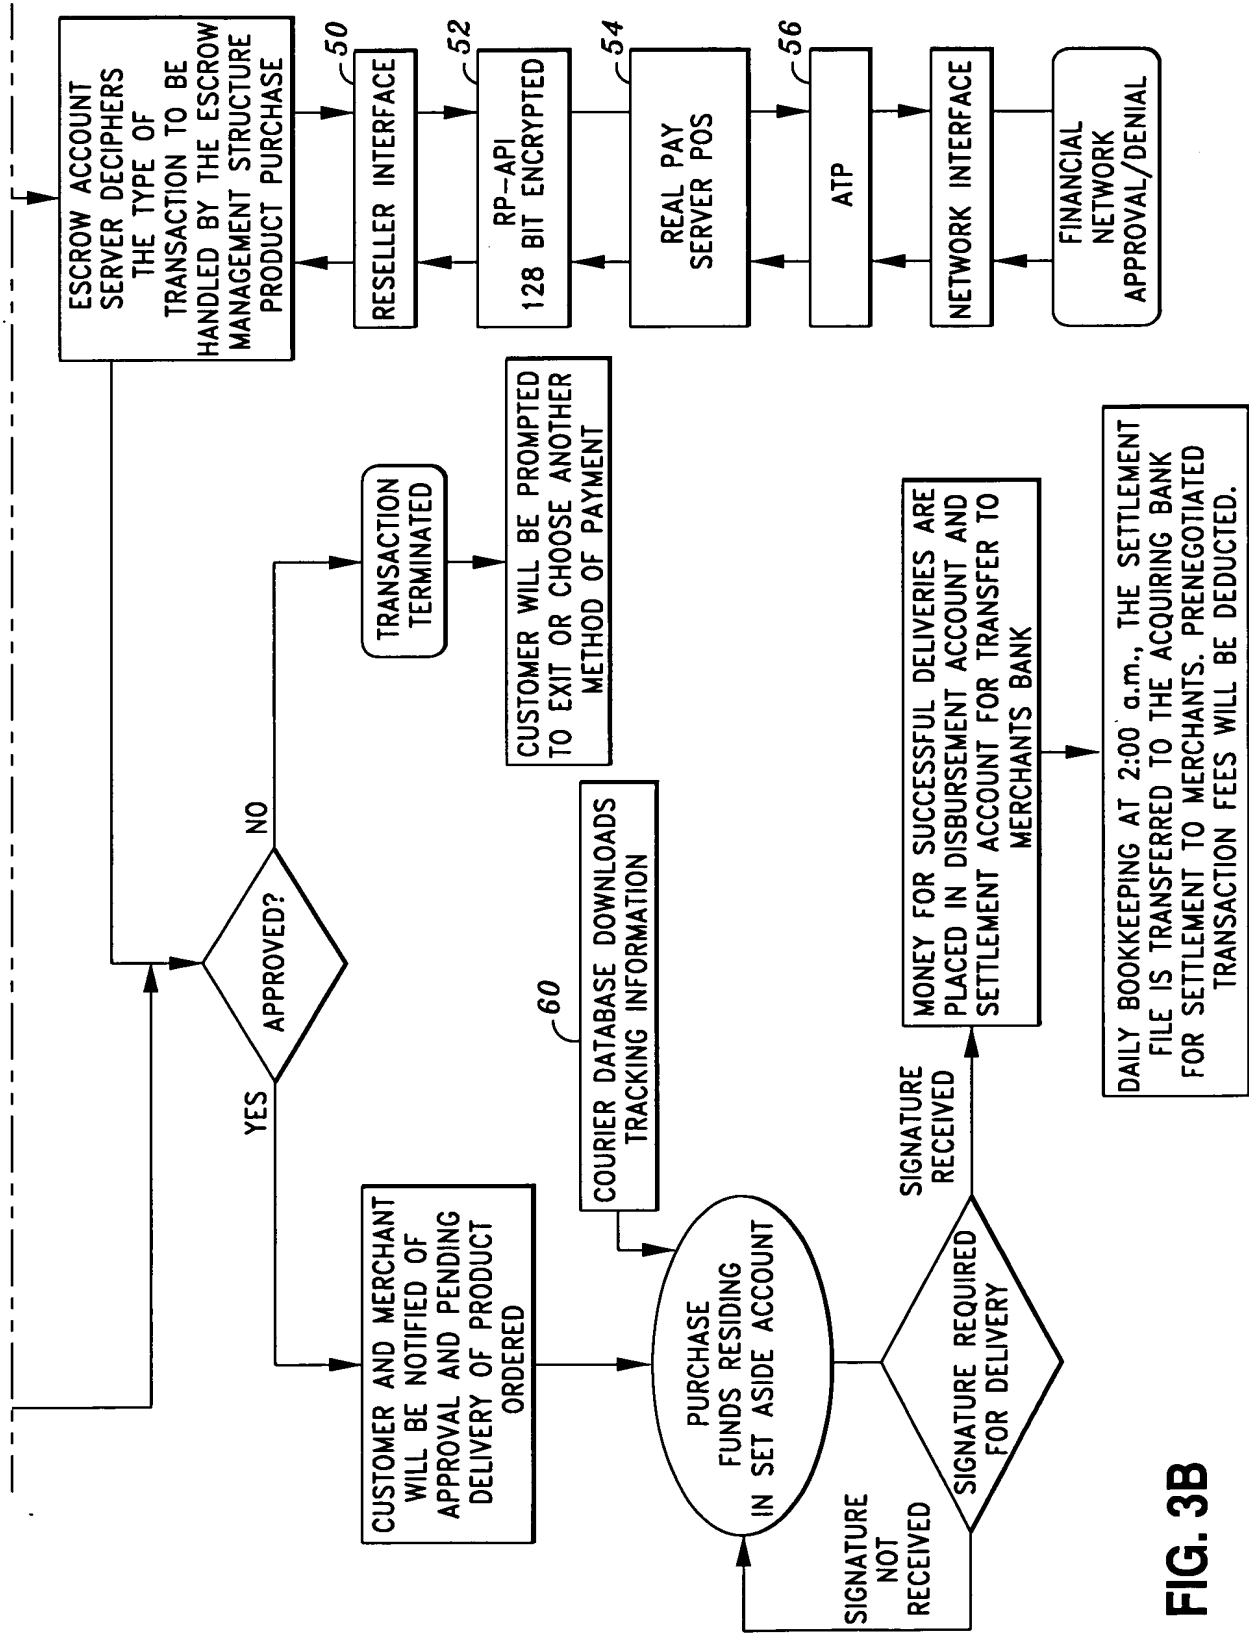 ESCROW ACCOUNT
SERVER DECIPHERS
THE TYPE OF
TRANSACTION TO BE
HANDLED BY THE ESCROW
MANAGEMENT STRUCTURE
PRODUCT PURCHASE
50
RESELLER INTERFACE
52
RP-API
128 BIT ENCRYPTED
54
REAL PAY
SERVER POS
56
ATP
NETWORK INTERFACE
FINANCIAL
NETWORK
APPROVAL/DENIAL
APPROVED?
NO
TRANSACTION
TERMINATED
CUSTOMER WILL BE PROMPTED
TO EXIT OR CHOOSE ANOTHER
METHOD OF PAYMENT
YES
CUSTOMER AND MERCHANT
WILL BE NOTIFIED OF
APPROVAL AND PENDING
DELIVERY OF PRODUCT
ORDERED
60
COURIER DATABASE DOWNLOADS
TRACKING INFORMATION
PURCHASE
FUNDS RESIDING
IN SET ASIDE ACCOUNT
SIGNATURE REQUIRED
FOR DELIVERY
SIGNATURE
NOT
RECEIVED
SIGNATURE
RECEIVED
MONEY FOR SUCCESSFUL DELIVERIES ARE
PLACED IN DISBURSEMENT ACCOUNT AND
SETTLEMENT ACCOUNT FOR TRANSFER TO
MERCHANTS BANK
DAILY BOOKKEEPING AT 2:00 a.m., THE SETTLEMENT
FILE IS TRANSFERRED TO THE ACQUIRING BANK
FOR SETTLEMENT TO MERCHANTS. PRENEGOTIATED
TRANSACTION FEES WILL BE DEDUCTED.
FIG. 3B